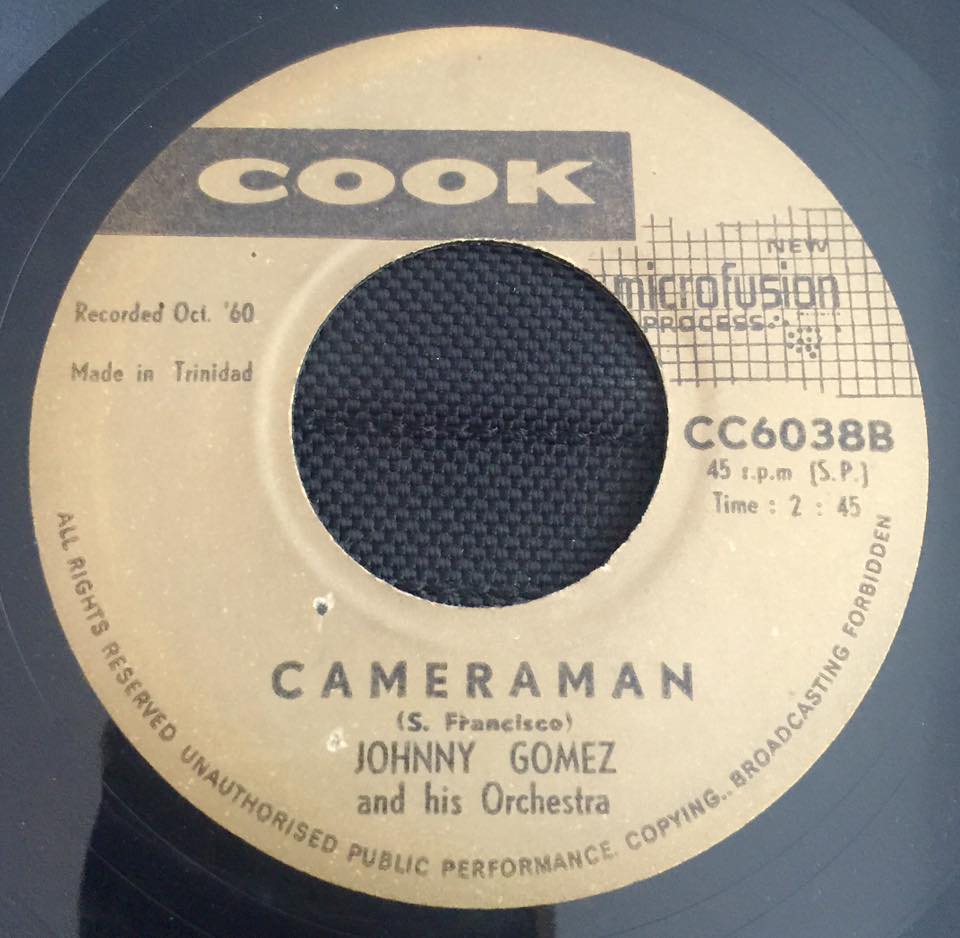 COOK
NEW
microfusion
PROCESS
Recorded Oct. '60
Made in Trinidad
CC6038B
45 r.p.m (S.P.)
Time : 2 : 45
CAMERAMAN
(S. Francisco)
JOHNNY GOMEZ
and his Orchestra
ALL RIGHTS RESERVED UNAUTHORISED PUBLIC PERFORMANCE. COPYING.. BROADCASTING FORBIDDEN